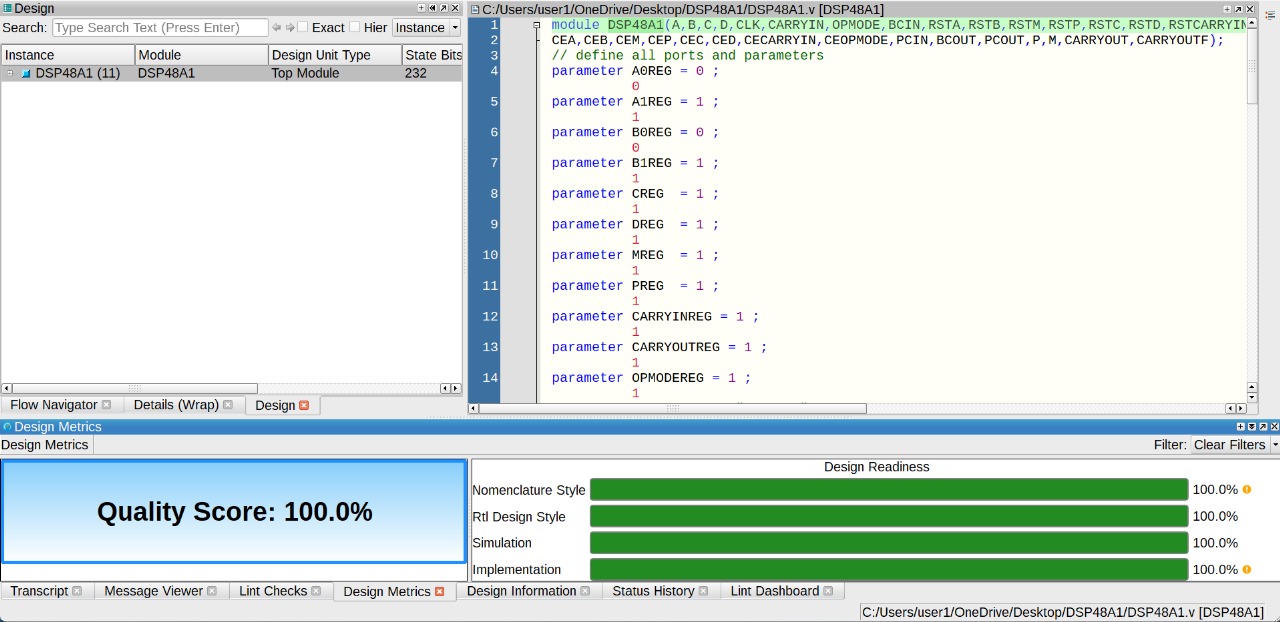 Design
Search: Type Search Text (Press Enter) Exact Hier Instance
Instance Module Design Unit Type State Bits
DSP48A1 (11) DSP48A1 Top Module 232
Flow Navigator Details (Wrap) Design
C:/Users/user1/OneDrive/Desktop/DSP48A1/DSP48A1.v [DSP48A1]
1 module DSP48A1(A,B,C,D,CLK,CARRYIN,OPMODE,BCIN,RSTA,RSTB,RSTM,RSTP,RSTC,RSTD,RSTCARRYIN
2 CEA,CEB,CEM,CEP,CEC,CED,CECARRYIN,CEOPMODE,PCIN,BCOUT,PCOUT,P,M,CARRYOUT,CARRYOUTF);
3 // define all ports and parameters
4 parameter A0REG = 0 ;
0
5 parameter A1REG = 1 ;
1
6 parameter B0REG = 0 ;
0
7 parameter B1REG = 1 ;
1
8 parameter CREG = 1 ;
1
9 parameter DREG = 1 ;
1
10 parameter MREG = 1 ;
1
11 parameter PREG = 1 ;
1
12 parameter CARRYINREG = 1 ;
1
13 parameter CARRYOUTREG = 1 ;
1
14 parameter OPMODEREG = 1 ;
1
Design Metrics
Design Metrics Filter: Clear Filters
Quality Score: 100.0%
Design Readiness
Nomenclature Style 100.0%
Rtl Design Style 100.0%
Simulation 100.0%
Implementation 100.0%
Transcript Message Viewer Lint Checks Design Metrics Design Information Status History Lint Dashboard
C:/Users/user1/OneDrive/Desktop/DSP48A1/DSP48A1.v [DSP48A1]